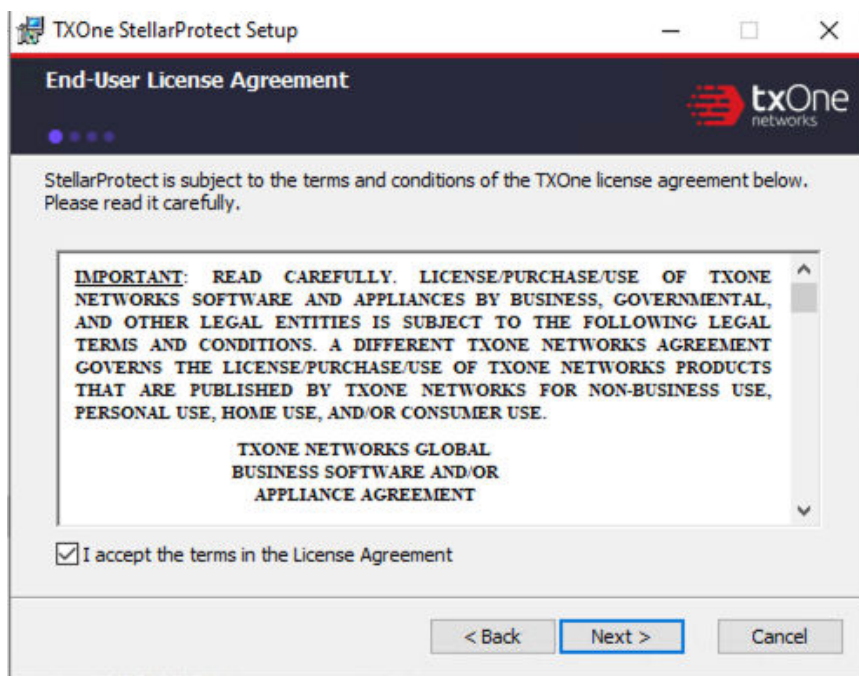 TXOne StellarProtect Setup
End-User License Agreement
txOne
networks
StellarProtect is subject to the terms and conditions of the TXOne license agreement below.
Please read it carefully.
IMPORTANT: READ CAREFULLY. LICENSE/PURCHASE/USE OF TXONE
NETWORKS SOFTWARE AND APPLIANCES BY BUSINESS, GOVERNMENTAL,
AND OTHER LEGAL ENTITIES IS SUBJECT TO THE FOLLOWING LEGAL
TERMS AND CONDITIONS. A DIFFERENT TXONE NETWORKS AGREEMENT
GOVERNS THE LICENSE/PURCHASE/USE OF TXONE NETWORKS PRODUCTS
THAT ARE PUBLISHED BY TXONE NETWORKS FOR NON-BUSINESS USE,
PERSONAL USE, HOME USE, AND/OR CONSUMER USE.
TXONE NETWORKS GLOBAL
BUSINESS SOFTWARE AND/OR
APPLIANCE AGREEMENT
I accept the terms in the License Agreement
< Back Next > Cancel